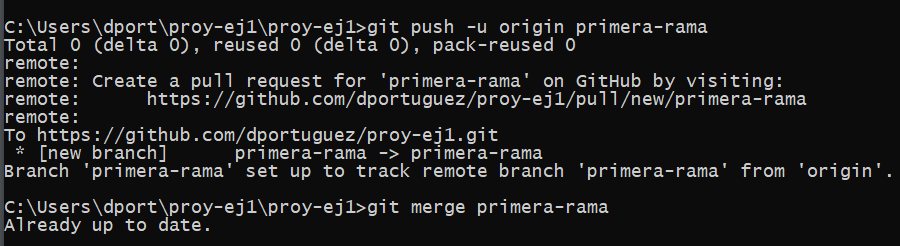 C:\Users\dport\proy-ej1\proy-ej1>git push -u origin primera-rama
Total 0 (delta 0), reused 0 (delta 0), pack-reused 0
remote:
remote: Create a pull request for 'primera-rama' on GitHub by visiting:
remote:      https://github.com/dportuguez/proy-ej1/pull/new/primera-rama
remote:
To https://github.com/dportuguez/proy-ej1.git
 * [new branch]      primera-rama -> primera-rama
Branch 'primera-rama' set up to track remote branch 'primera-rama' from 'origin'.
C:\Users\dport\proy-ej1\proy-ej1>git merge primera-rama
Already up to date.